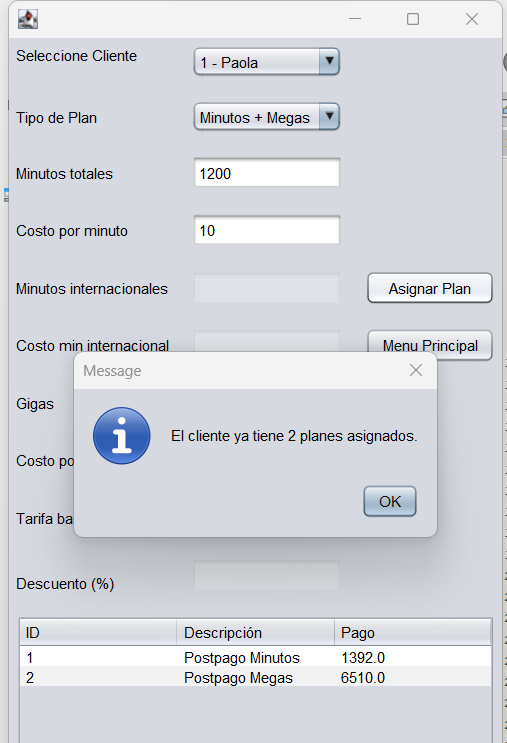 Seleccione Cliente
1 - Paola
Tipo de Plan
Minutos + Megas
Minutos totales
1200
Costo por minuto
10
Minutos internacionales
Asignar Plan
Costo min internacional
Menu Principal
Message
Gigas
El cliente ya tiene 2 planes asignados.
Costo po
OK
Tarifa ba
Descuento (%)
ID Descripción Pago
1 Postpago Minutos 1392.0
2 Postpago Megas 6510.0